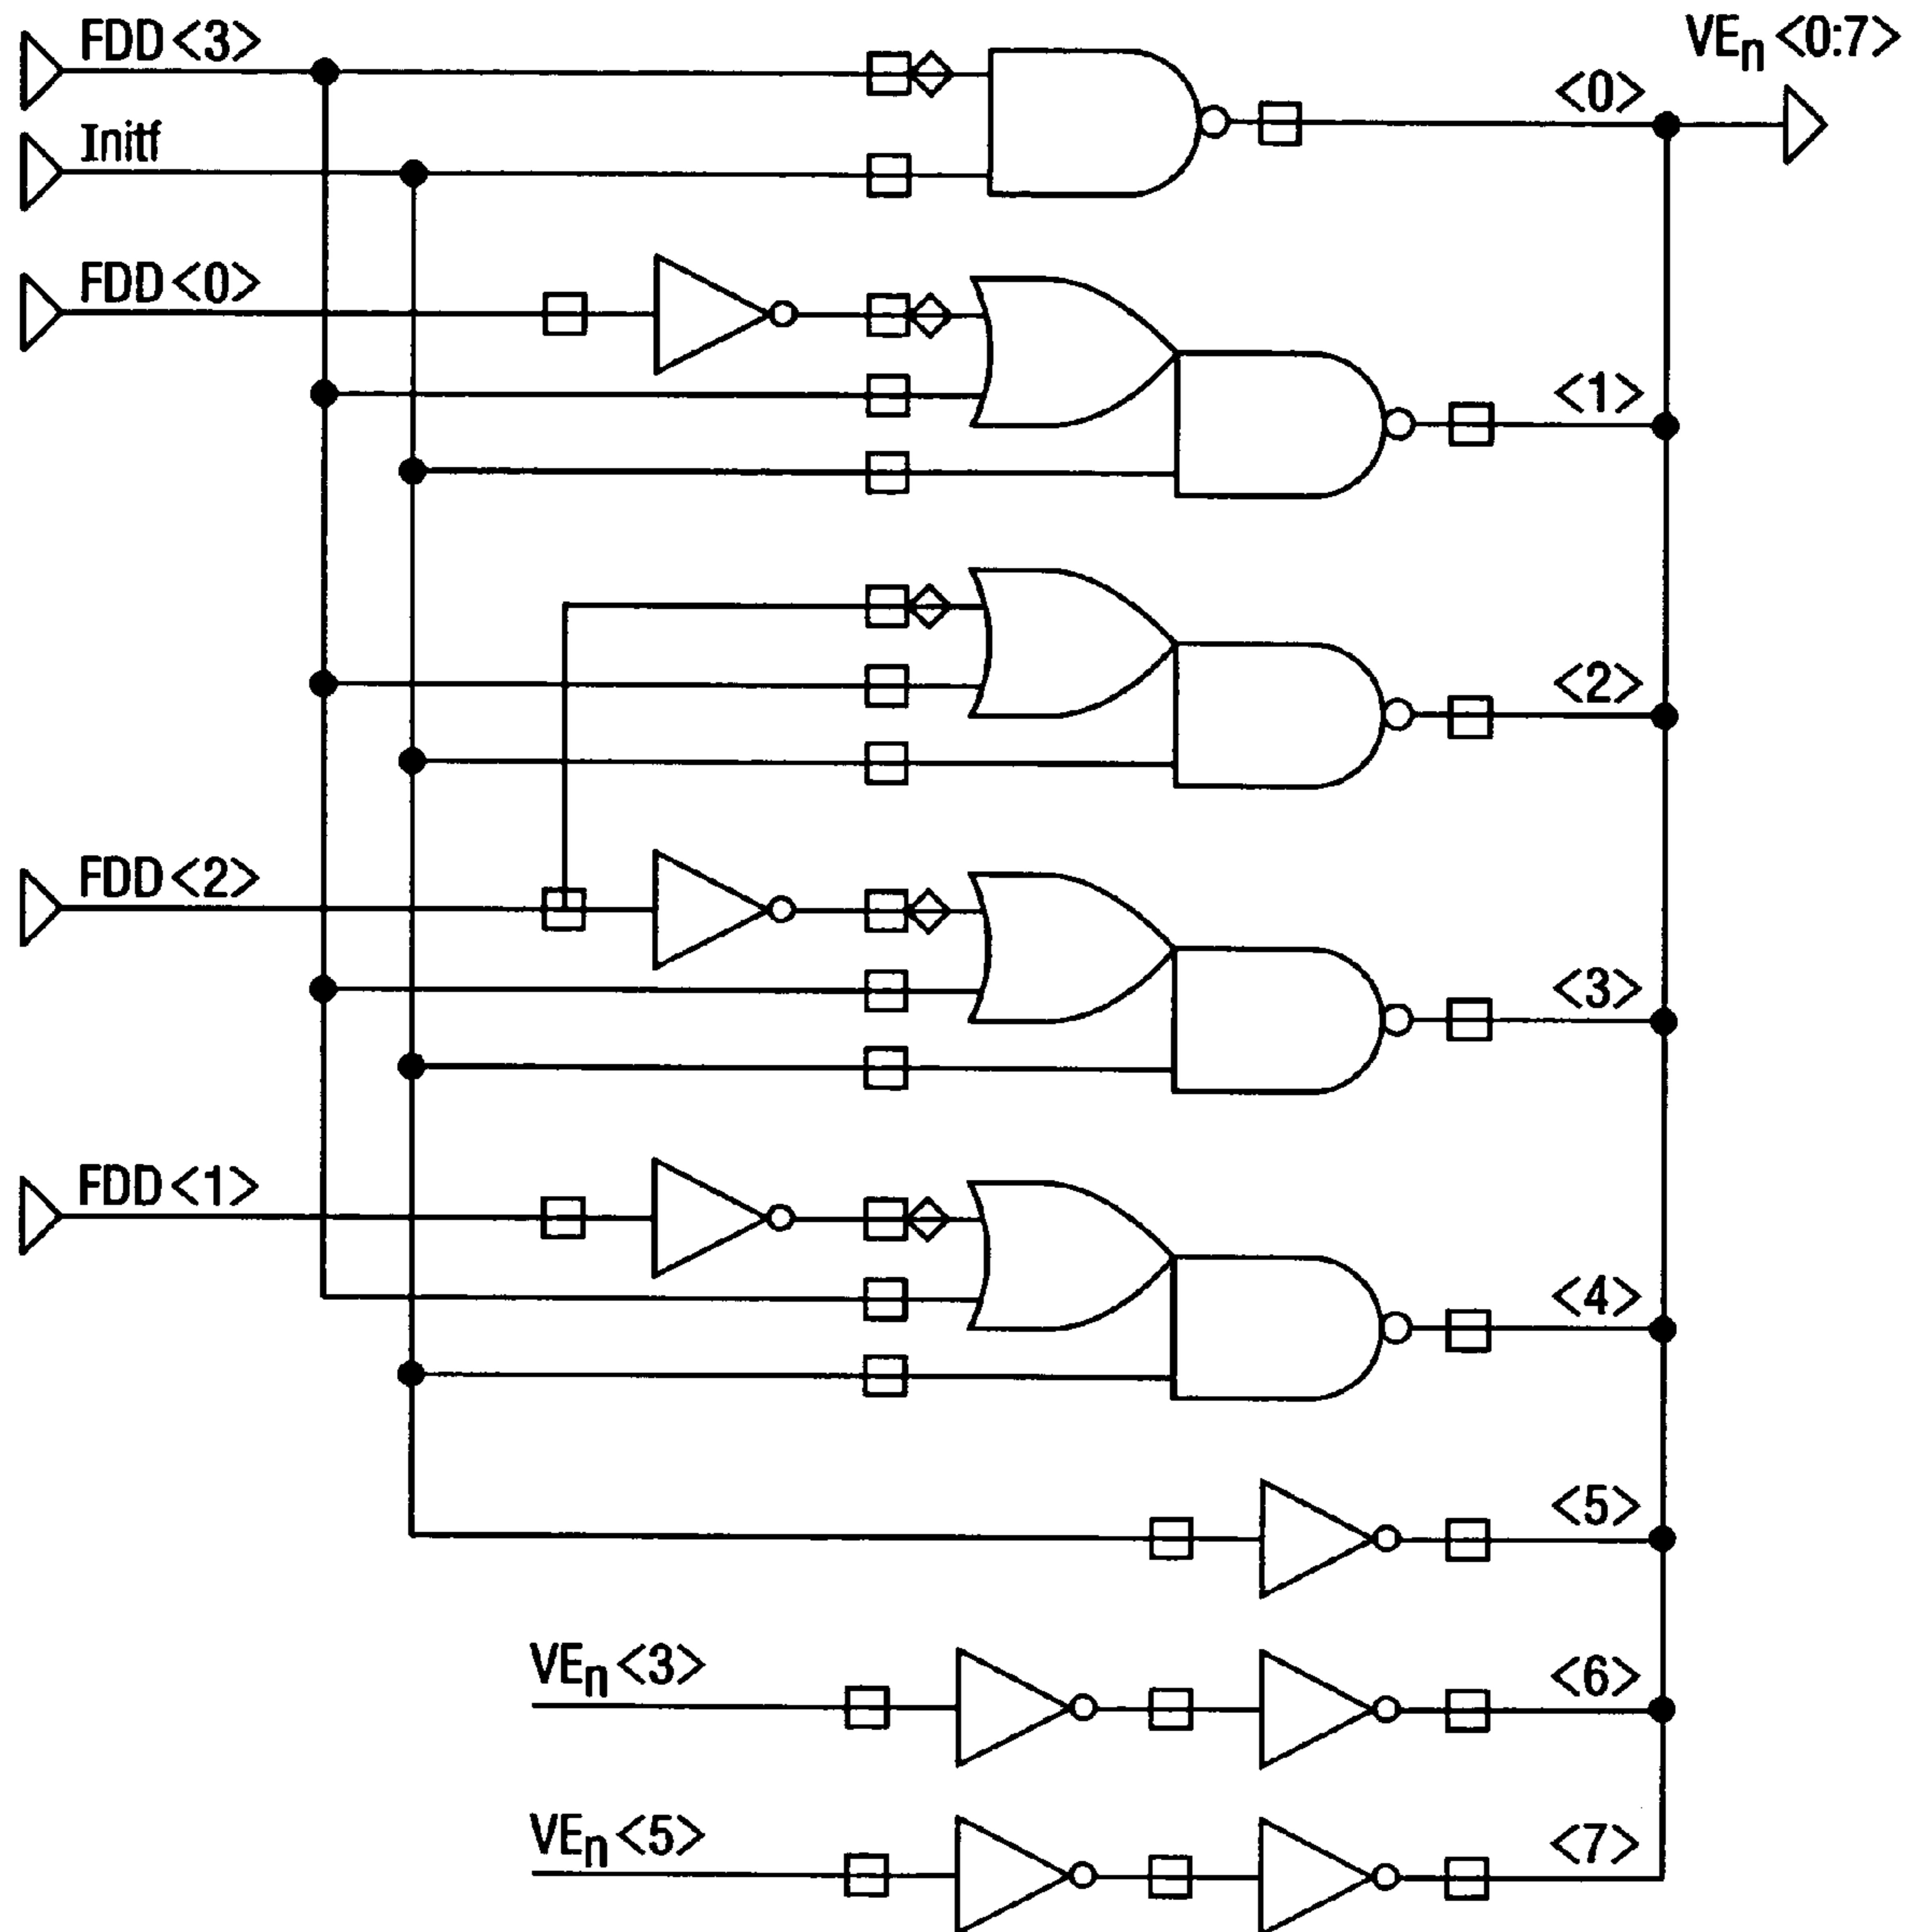 FDD<3>
VEn<0:7>
<0>
Initf
FDD<0>
<1>
<2>
FDD<2>
<3>
FDD<1>
<4>
<5>
VEn<3>
<6>
VEn<5>
<7>